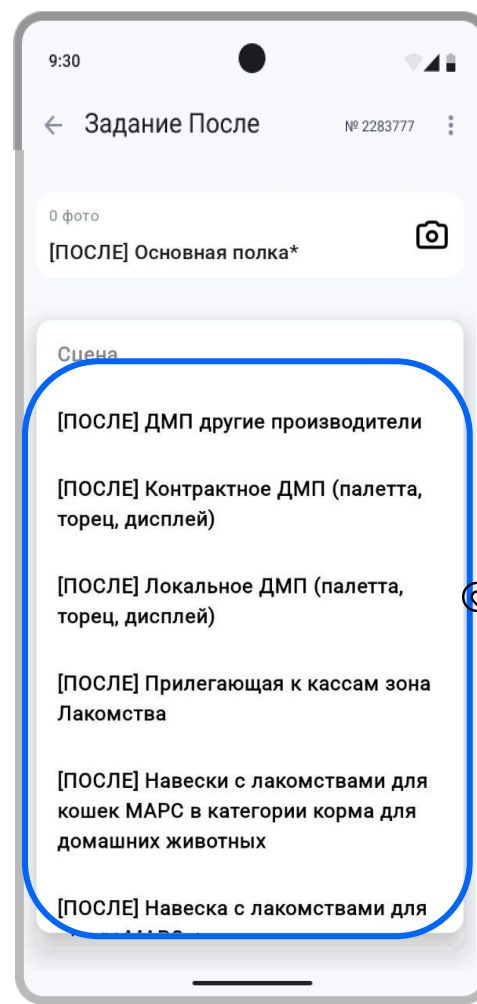 9:30
Задание После
№ 2283777
0 фото
[ПОСЛЕ] Основная полка*
Сцена
[ПОСЛЕ] ДМП другие производители
[ПОСЛЕ] Контрактное ДМП (палетта,
торец, дисплей)
[ПОСЛЕ] Локальное ДМП (палетта,
торец, дисплей)
[ПОСЛЕ] Прилегающая к кассам зона
Лакомства
[ПОСЛЕ] Навески с лакомствами для
кошек МАРС в категории корма для
домашних животных
[ПОСЛЕ] Навеска с лакомствами для